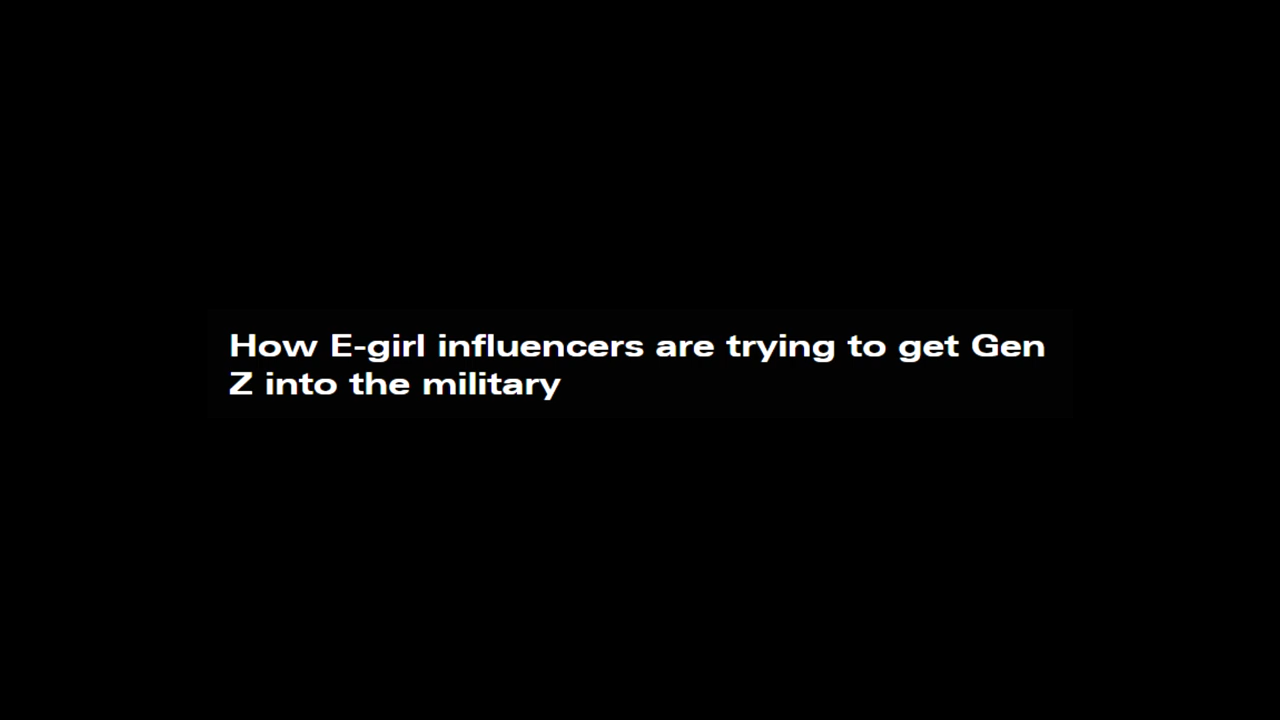 How E-girl influencers are trying to get Gen
Z into the military